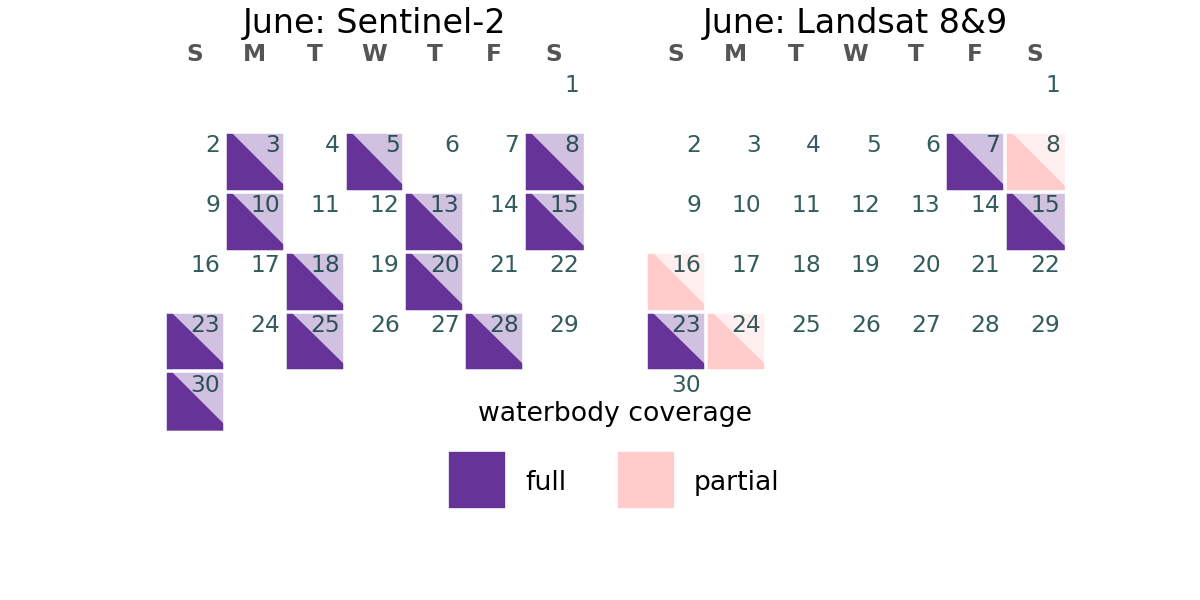 June: Sentinel-2
S M T W T F S
1
2 3 4 5 6 7 8
9 10 11 12 13 14 15
16 17 18 19 20 21 22
23 24 25 26 27 28 29
30
June: Landsat 8&9
S M T W T F S
1
2 3 4 5 6 7 8
9 10 11 12 13 14 15
16 17 18 19 20 21 22
23 24 25 26 27 28 29
30
waterbody coverage
full partial